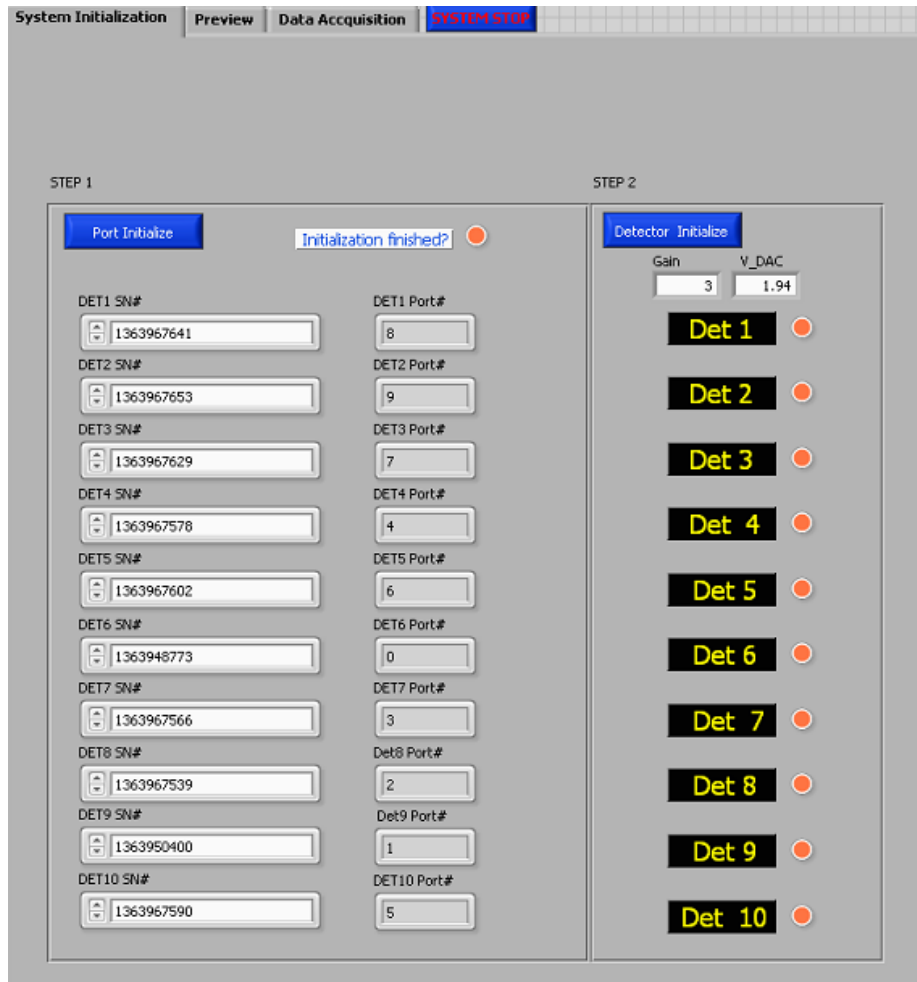 System Initialization Preview Data Accquisition SYSTEM STOP
STEP 1 STEP 2
Port Initialize Initialization finished? Detector Initialize
Gain V_DAC
3 1.94
DET1 SN# DET1 Port#
1363967641 8 Det 1
DET2 SN# DET2 Port#
1363967653 9 Det 2
DET3 SN# DET3 Port#
1363967629 7 Det 3
DET4 SN# DET4 Port#
1363967578 4 Det 4
DET5 SN# DET5 Port#
1363967602 6 Det 5
DET6 SN# DET6 Port#
1363948773 0 Det 6
DET7 SN# DET7 Port#
1363967566 3 Det 7
DET8 SN# Det8 Port#
1363967539 2 Det 8
DET9 SN# Det9 Port#
1363950400 1 Det 9
DET10 SN# DET10 Port#
1363967590 5 Det 10